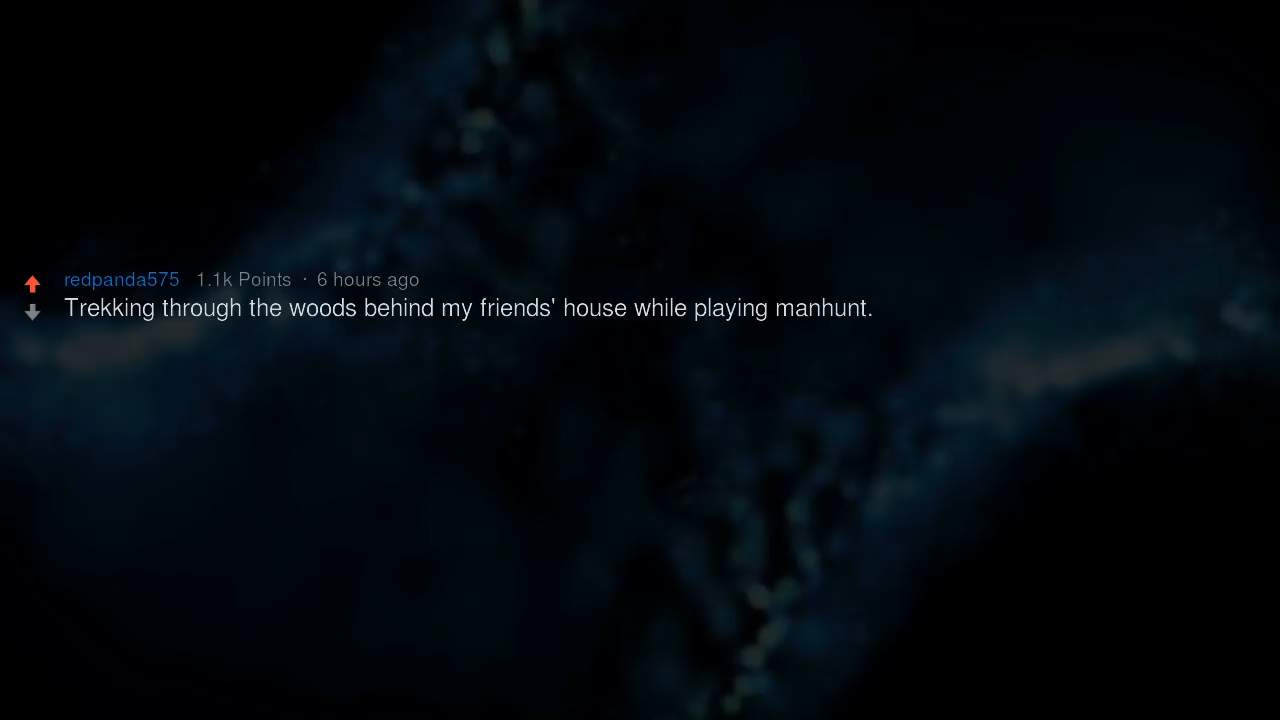 redpanda575 1.1k Points · 6 hours ago
Trekking through the woods behind my friends' house while playing manhunt.